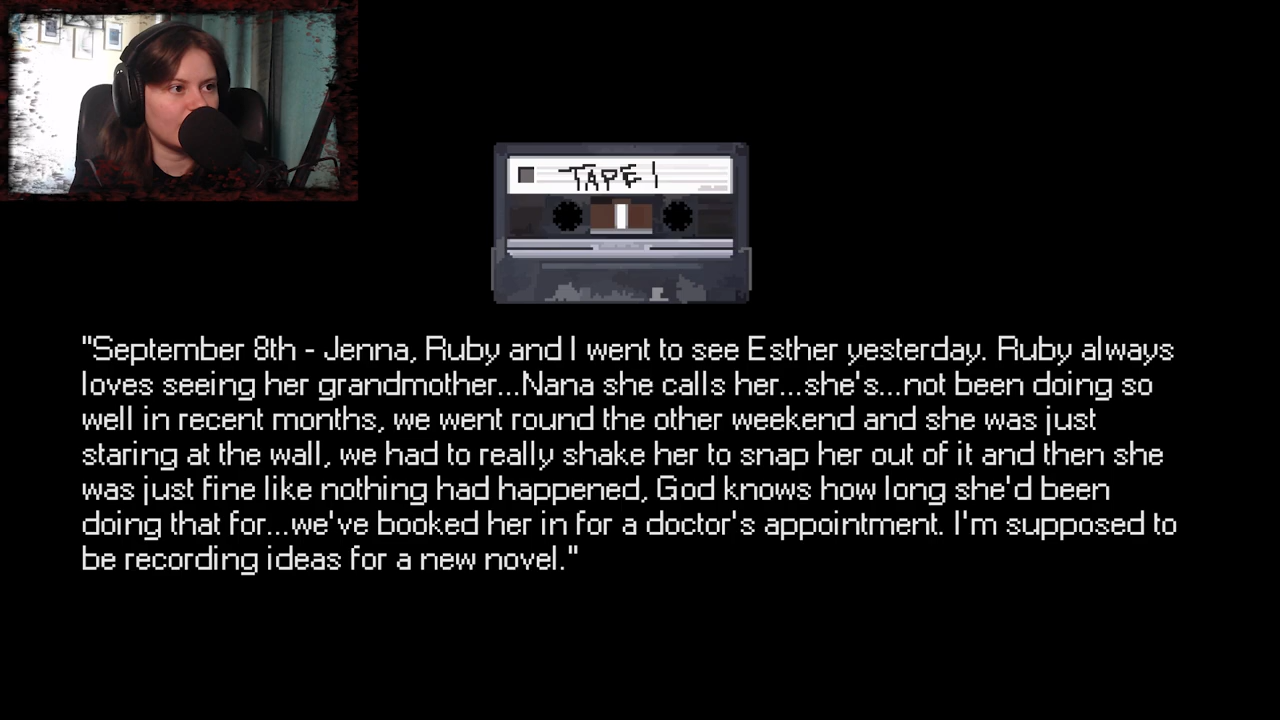 TAPE 1
"September 8th - Jenna, Ruby and I went to see Esther yesterday. Ruby always
loves seeing her grandmother...Nana she calls her...she's...not been doing so
well in recent months, we went round the other weekend and she was just
staring at the wall, we had to really shake her to snap her out of it and then she
was just fine like nothing had happened, God knows how long she'd been
doing that for...we've booked her in for a doctor's appointment. I'm supposed to
be recording ideas for a new novel."